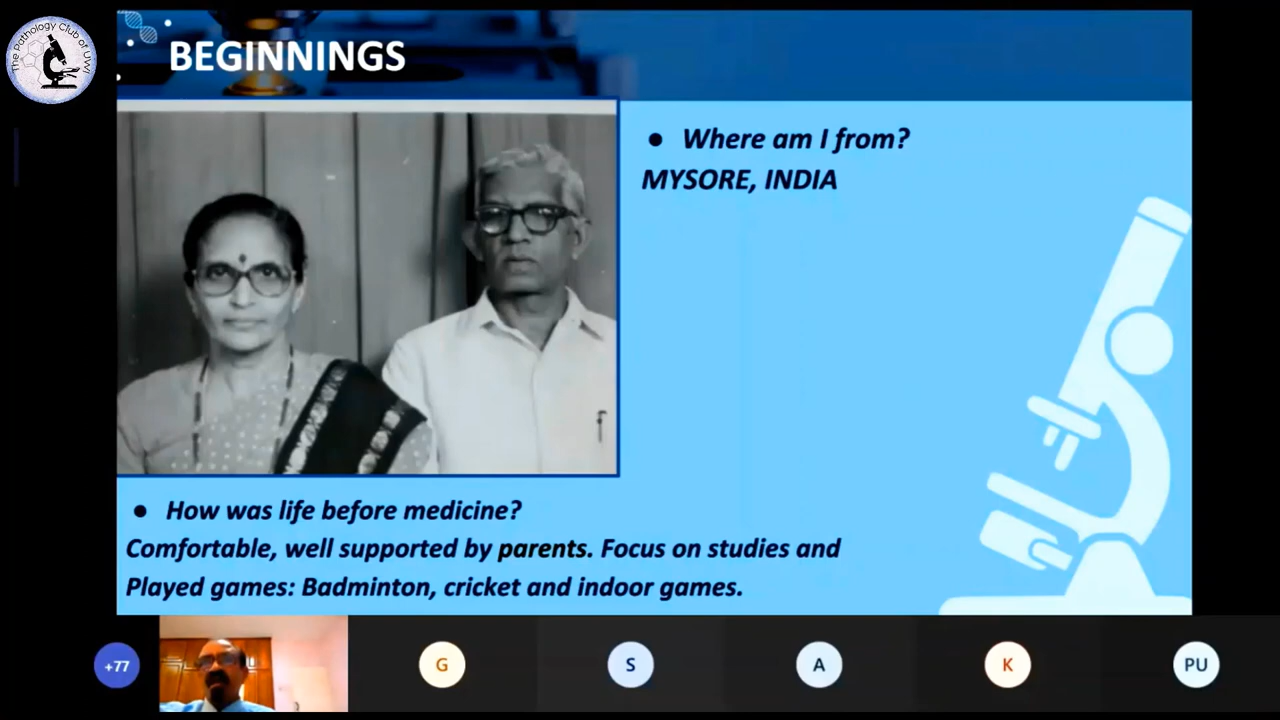 The Pathology Club of UWI
BEGINNINGS
● Where am I from?
MYSORE, INDIA
● How was life before medicine?
Comfortable, well supported by parents. Focus on studies and
Played games: Badminton, cricket and indoor games.
+77
G
S
A
K
PU